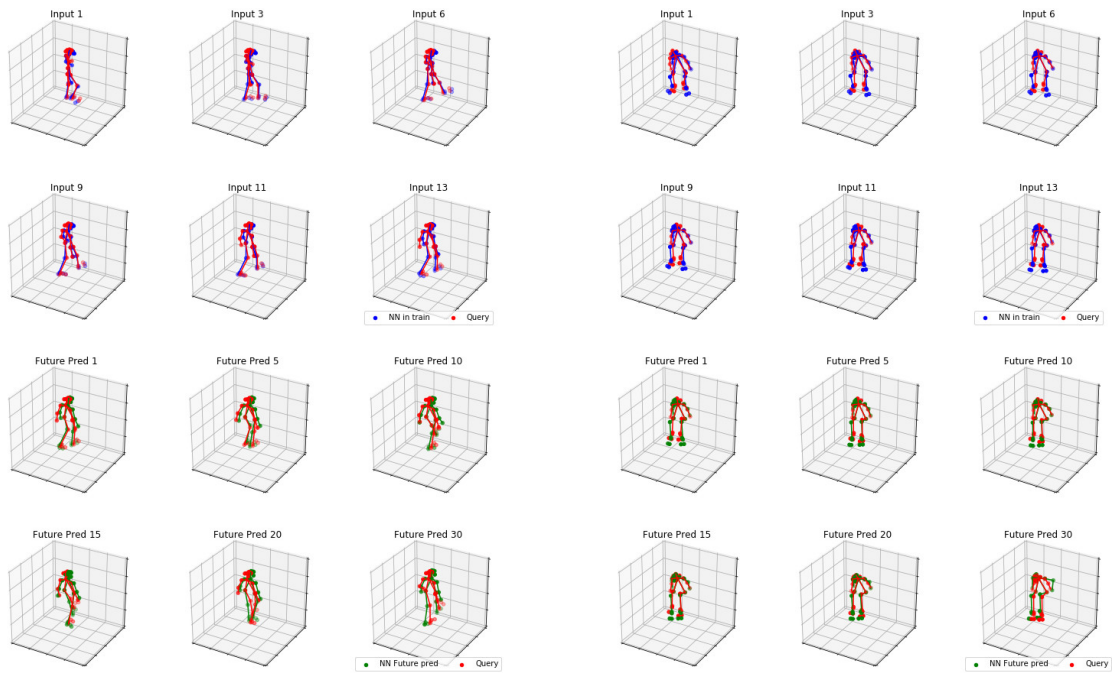 Input 1 Input 3 Input 6 Input 1 Input 3 Input 6
Input 9 Input 11 Input 13 Input 9 Input 11 Input 13
NN in train Query NN in train Query
Future Pred 1 Future Pred 5 Future Pred 10 Future Pred 1 Future Pred 5 Future Pred 10
Future Pred 15 Future Pred 20 Future Pred 30 Future Pred 15 Future Pred 20 Future Pred 30
NN Future pred Query NN Future pred Query